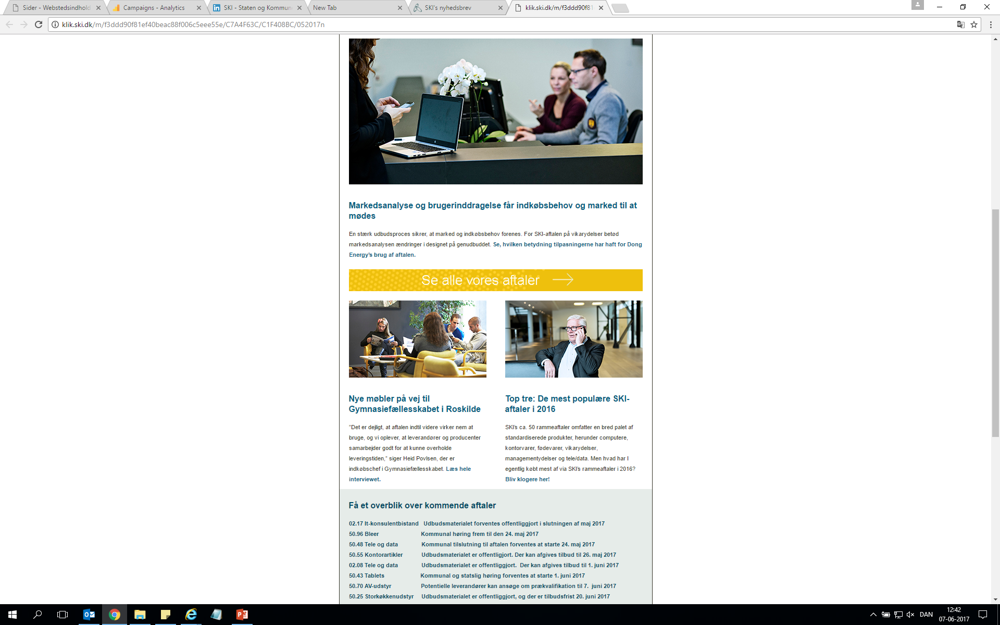 Sider - Webstedsindhold
Campaigns - Analytics
SKI - Staten og Kommun
New Tab
SKI's nyhedsbrev
klik.ski.dk/m/f3ddd90f81
klik.ski.dk/m/f3ddd90f81ef40beac88f006c5eee55e/C7A4F63C/C1F408BC/052017n
Markedsanalyse og brugerinddragelse får indkøbsbehov og marked til at
mødes
En stærk udbudsproces sikrer, at marked og indkøbsbehov forenes. For SKI-aftalen på vikarydelser betød
markedsanalysen ændringer i designet på genudbuddet. Se, hvilken betydning tilpasningerne har haft for Dong
Energy's brug af aftalen.
Se alle vores aftaler
Nye møbler på vej til
Gymnasiefællesskabet i Roskilde
"Det er dejligt, at aftalen indtil videre virker nem at
bruge, og vi oplever, at leverandører og producenter
samarbejder godt for at kunne overholde
leveringstiden," siger Heid Povlsen, der er
indkøbschef i Gymnasiefællesskabet. Læs hele
interviewet.
Top tre: De mest populære SKI-
aftaler i 2016
SKI's ca. 50 rammeaftaler omfatter en bred palet af
standardiserede produkter, herunder computere,
kontorvarer, fødevarer, vikarydelser,
managementydelser og tele/data. Men hvad har I
egentlig købt mest af via SKI's rammeaftaler i 2016?
Bliv klogere her!
Få et overblik over kommende aftaler
02.17 It-konsulentbistand Udbudsmaterialet forventes offentliggjort i slutningen af maj 2017
50.96 Bleer Kommunal høring frem til den 24. maj 2017
50.48 Tele og data Kommunal tilslutning til aftalen forventes at starte 24. maj 2017
50.55 Kontorartikler Udbudsmaterialet er offentligjort. Der kan afgives tilbud til 26. maj 2017
02.08 Tele og data Udbudsmaterialet er offentliggjort. Der kan afgives tilbud til 1. juni 2017
50.43 Tablets Kommunal og statslig høring forventes at starte 1. juni 2017
50.70 AV-udstyr Potentielle leverandører kan ansøge om prækvalifikation til 7. juni 2017
50.25 Storkøkkenudstyr Udbudsmaterialet er offentliggjort, og der er tilbudsfrist 20. juni 2017
DAN
12:42
07-06-2017